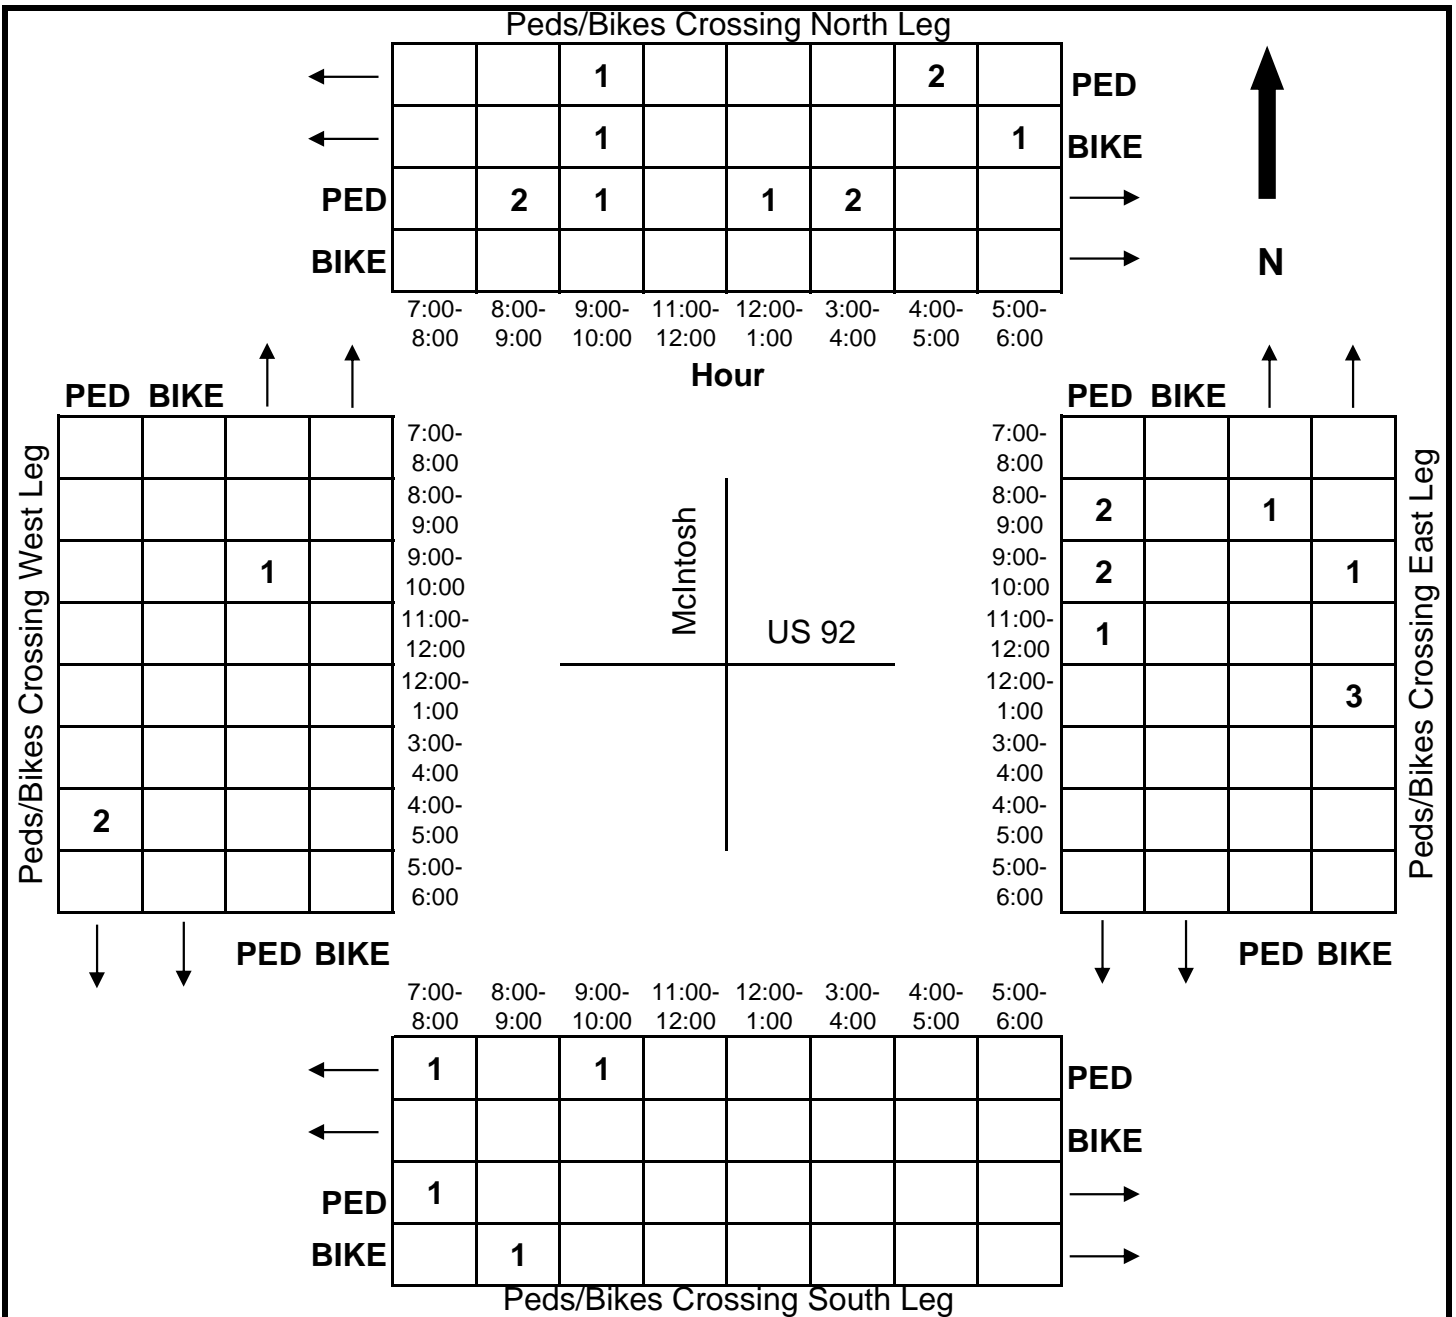 Peds/Bikes Crossing North Leg
1 2 PED
1 1 BIKE
PED 2 1 1 2
BIKE
N
7:00- 8:00- 9:00- 11:00- 12:00- 3:00- 4:00- 5:00-
8:00 9:00 10:00 12:00 1:00 4:00 5:00 6:00
Hour
PED BIKE
Peds/Bikes Crossing West Leg
7:00-
8:00
8:00-
9:00
1 9:00-
10:00
11:00-
12:00
12:00-
1:00
3:00-
4:00
2 4:00-
5:00
5:00-
6:00
PED BIKE
McIntosh
US 92
PED BIKE
7:00-
8:00
8:00-
9:00 2 1
9:00-
10:00 2 1
11:00-
12:00 1
12:00-
1:00 3
3:00-
4:00
4:00-
5:00
5:00-
6:00
Peds/Bikes Crossing East Leg
PED BIKE
7:00- 8:00- 9:00- 11:00- 12:00- 3:00- 4:00- 5:00-
8:00 9:00 10:00 12:00 1:00 4:00 5:00 6:00
1 1 PED
BIKE
PED 1
BIKE 1
Peds/Bikes Crossing South Leg